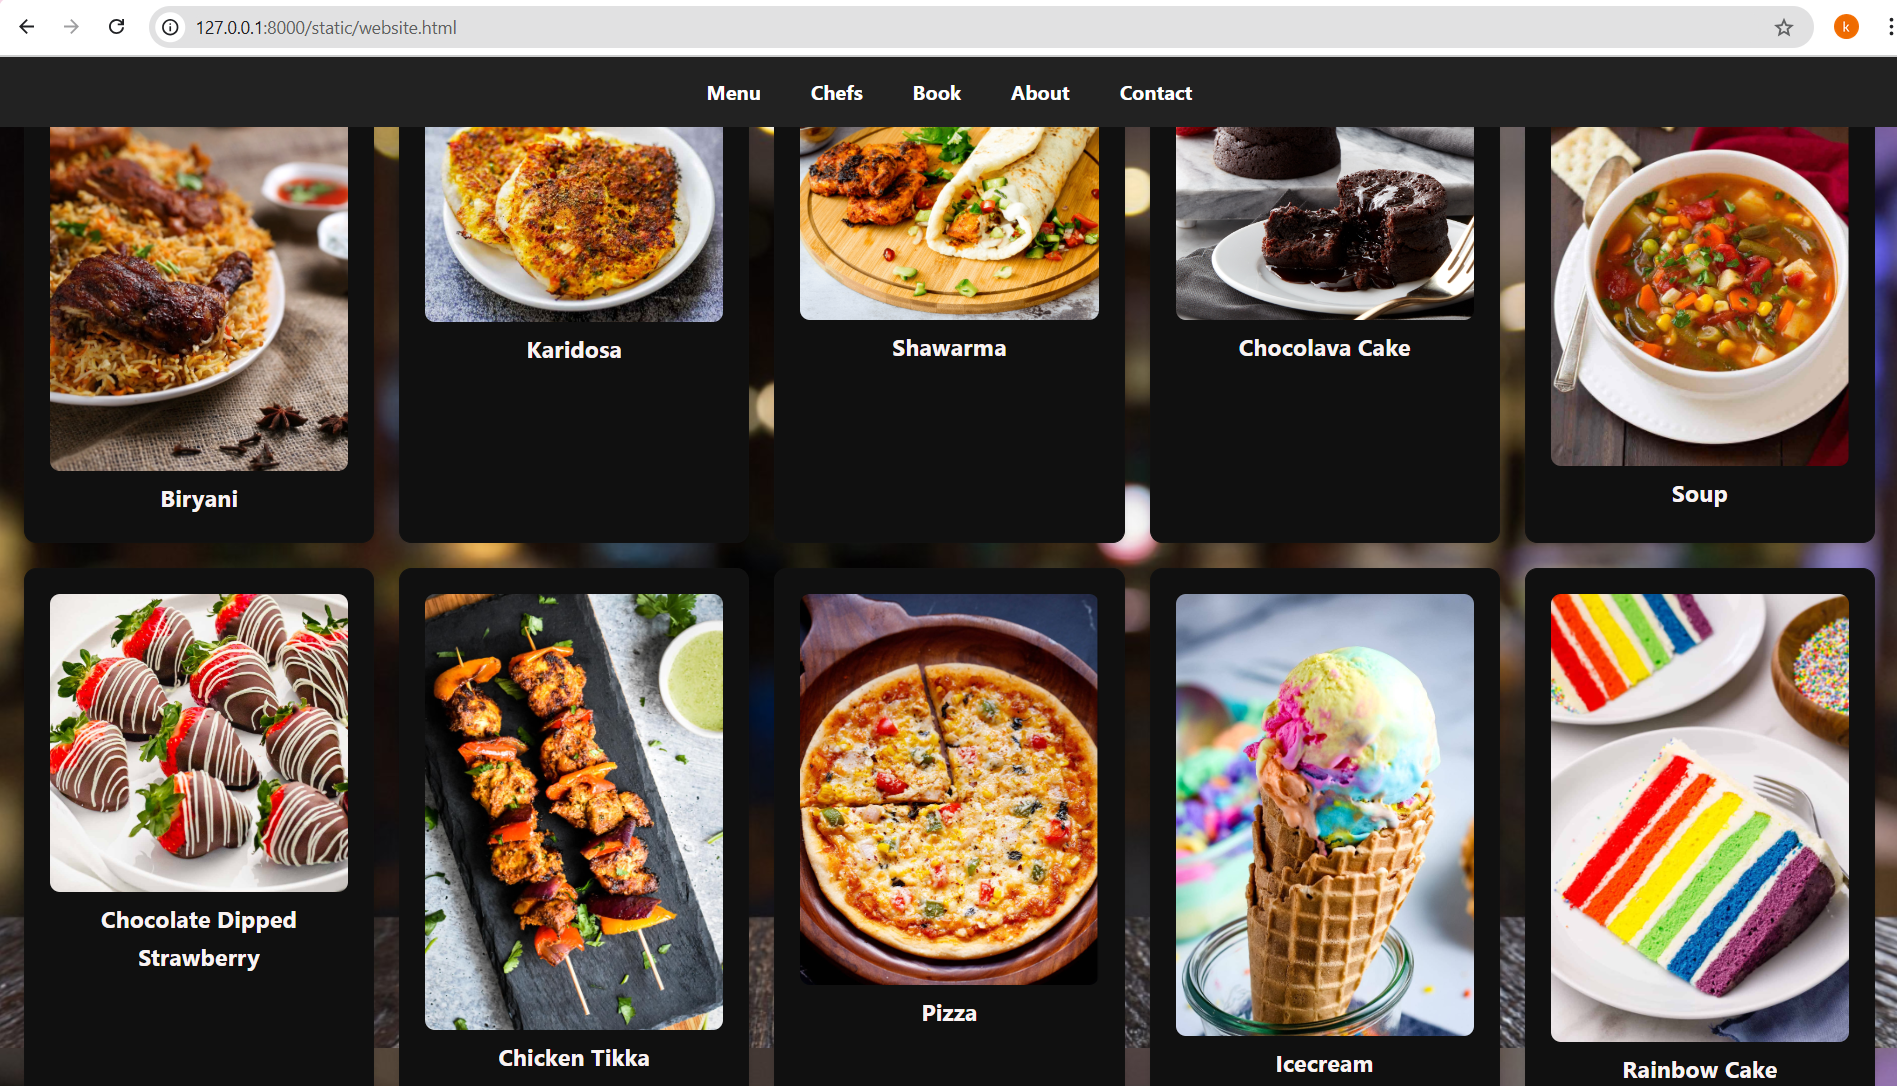 127.0.0.1:8000/static/website.html
k
Menu Chefs Book About Contact
Biryani
Karidosa
Shawarma
Chocolava Cake
Soup
Chocolate Dipped
Strawberry
Chicken Tikka
Pizza
Icecream
Rainbow Cake